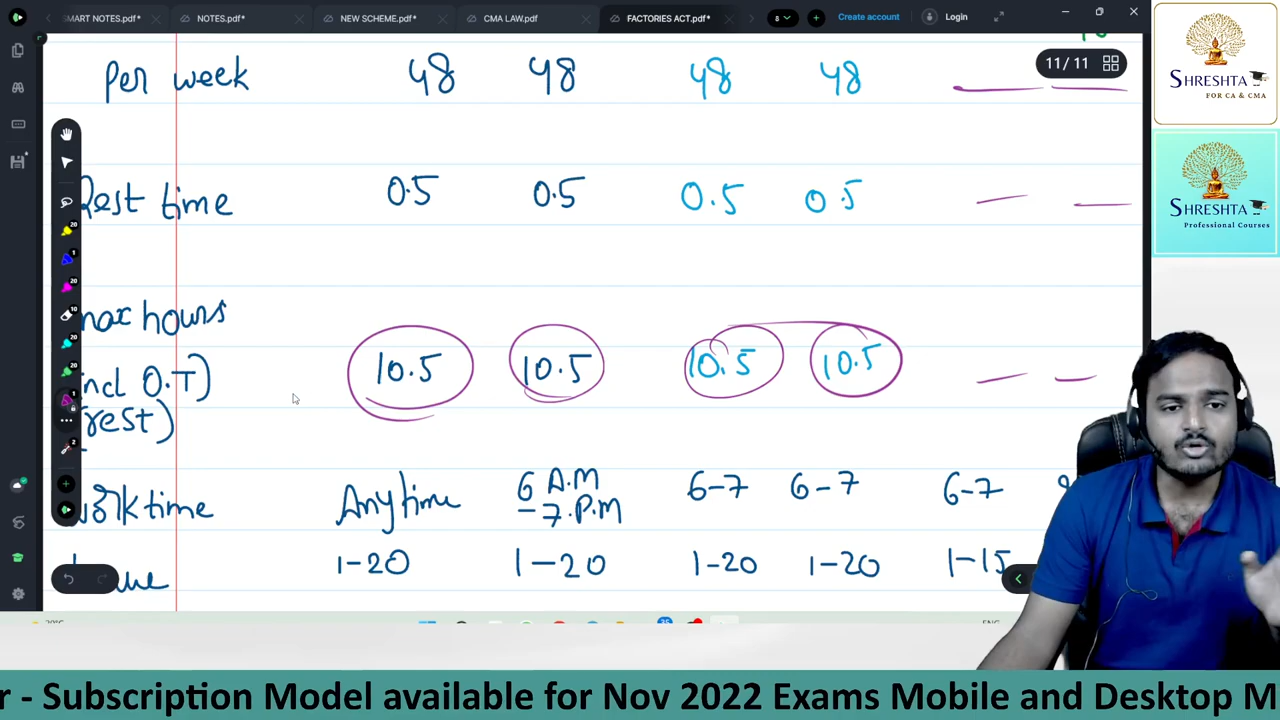 SMART NOTES.pdf* NOTES.pdf* NEW SCHEME.pdf* CMA LAW.pdf FACTORIES ACT.pdf* 8 Create account Login
11/11
SHRESHTA
FOR CA & CMA
SHRESHTA
Professional Courses
Per week 48 48 48 48
Rest time 0.5 0.5 0.5 0.5
max hours
10.5 10.5 10.5 10.5
incl O.T)
rest)
work time Anytime 6 A.M 6-7 6-7 6-7
- 7.P.m
1-20 1-20 1-20 1-20 1-15
ENG
r - Subscription Model available for Nov 2022 Exams Mobile and Desktop M